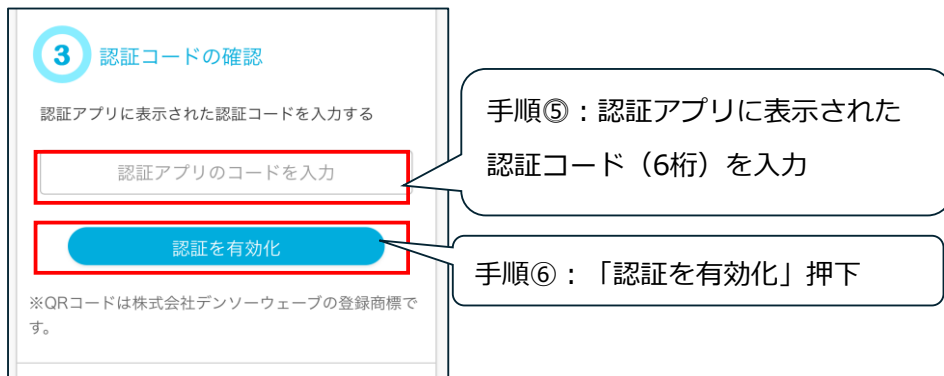 3 認証コードの確認
認証アプリに表示された認証コードを入力する
認証アプリのコードを入力
認証を有効化
※QRコードは株式会社デンソーウェーブの登録商標で
す。
手順⑤：認証アプリに表示された
認証コード（6桁）を入力
手順⑥：「認証を有効化」押下